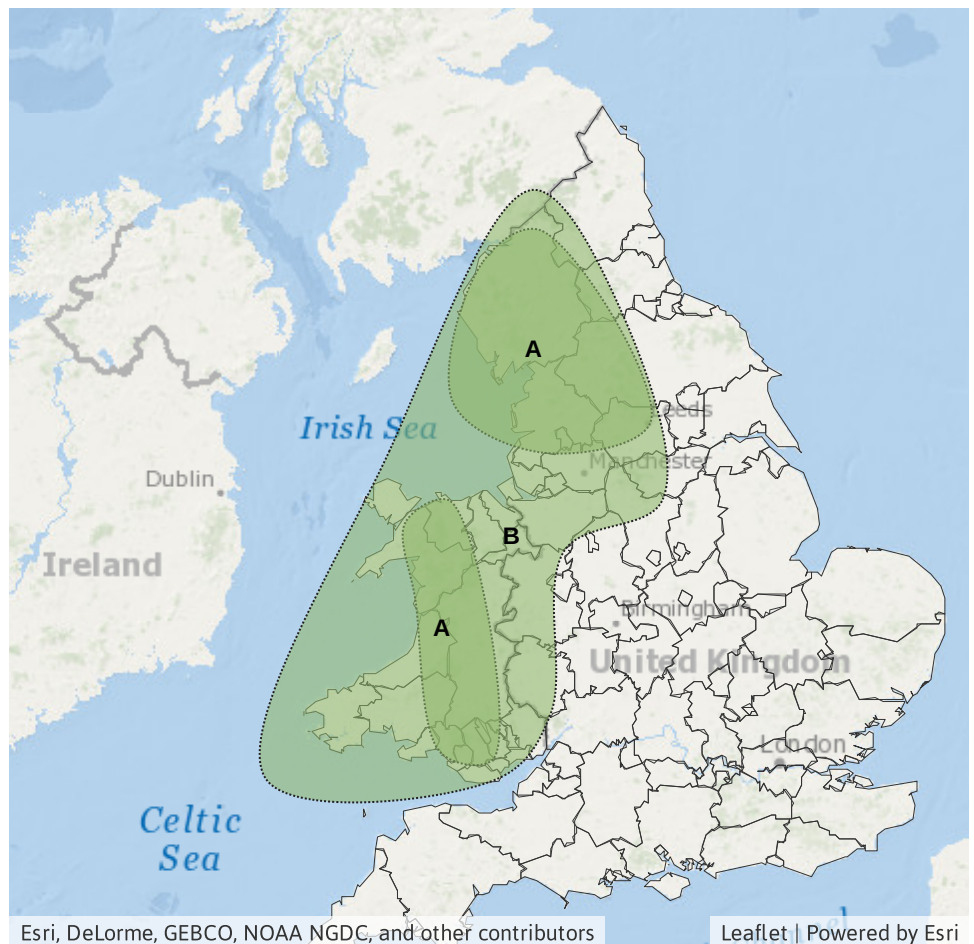 A
Leeds
Irish Sea
Manchester
Dublin
B
Ireland
Birmingham
A
United Kingdom
London
Celtic
Sea
Esri, DeLorme, GEBCO, NOAA NGDC, and other contributors
Leaflet | Powered by Esri